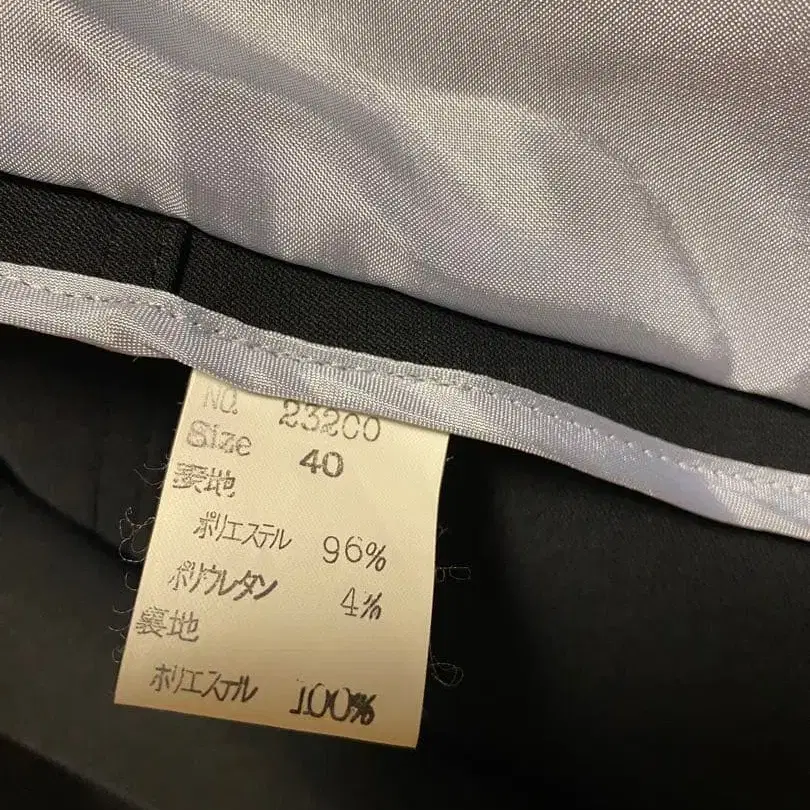 NO. 23200
Size 40
表地
ポリエステル 96%
ポリウレタン 4%
裏地
ポリエステル 100%